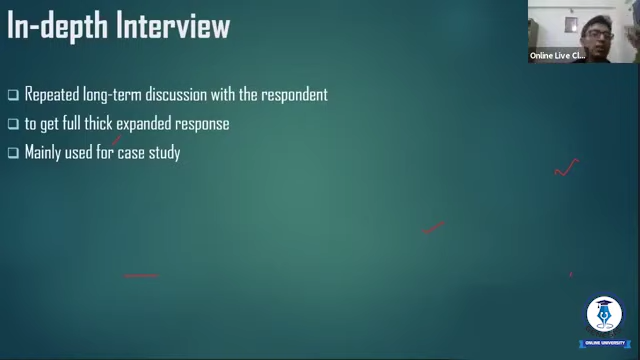 In-depth Interview
Online Live Cl...
Repeated long-term discussion with the respondent
to get full thick expanded response
Mainly used for case study
ONLINE UNIVERSITY